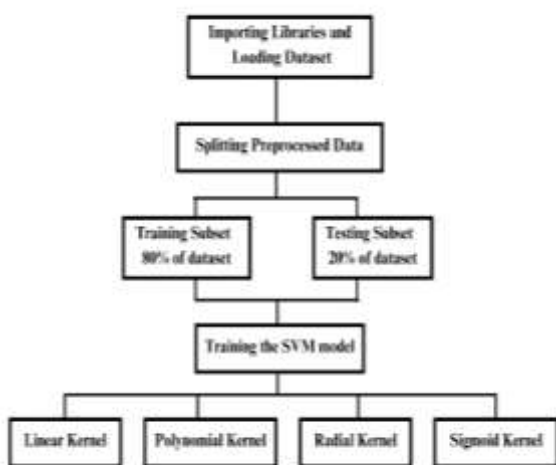 Importing Libraries and
Loading Dataset
Splitting Preprocessed Data
Training Subset
80% of dataset
Testing Subset
20% of dataset
Training the SVM model
Linear Kernel
Polynomial Kernel
Radial Kernel
Sigmoid Kernel